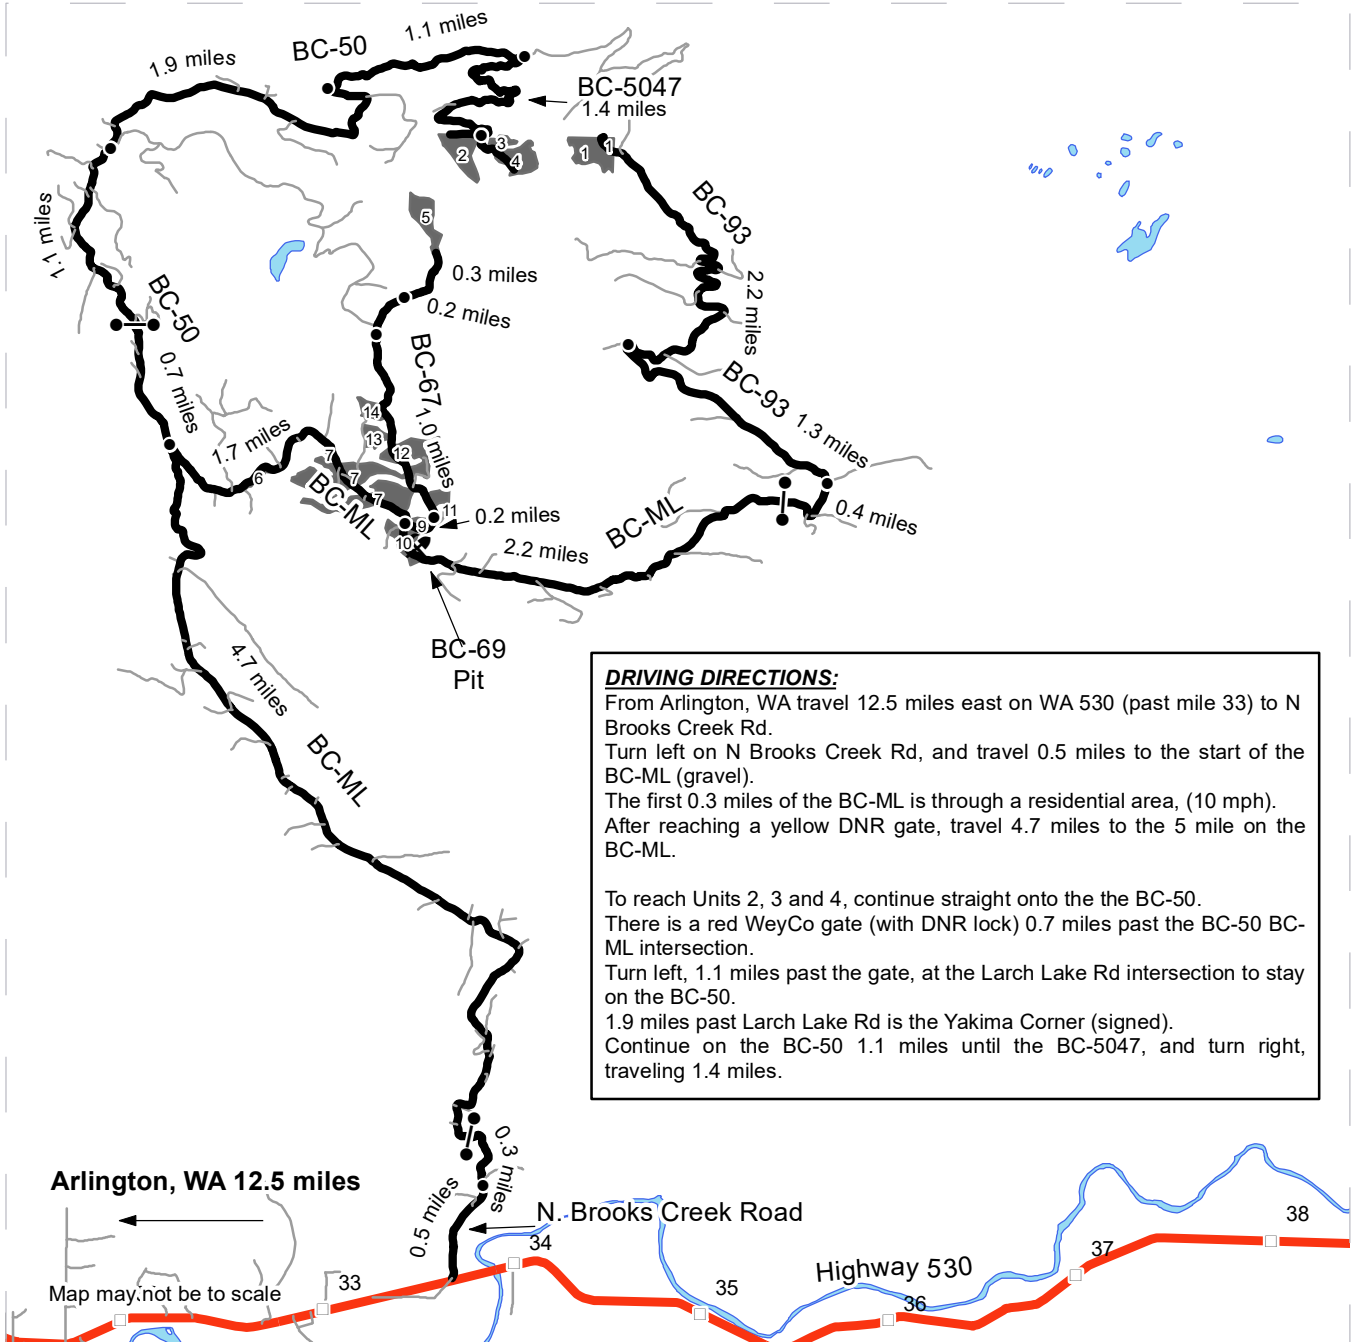 1.1 miles
BC-50
1.9 miles
BC-5047
1.4 miles
3
2
4
1
1
1.1 miles
BC-93
5
0.3 miles
BC-50
0.2 miles
2.2 miles
BC-67
0.7 miles
BC-93
14
1.0 miles
1.3 miles
1.7 miles
13
12
7
6
7
7
BC-ML
11
9
0.2 miles
BC-ML
0.4 miles
10
2.2 miles
BC-69
Pit
4.7 miles
BC-ML
DRIVING DIRECTIONS:
From Arlington, WA travel 12.5 miles east on WA 530 (past mile 33) to N
Brooks Creek Rd.
Turn left on N Brooks Creek Rd, and travel 0.5 miles to the start of the
BC-ML (gravel).
The first 0.3 miles of the BC-ML is through a residential area, (10 mph).
After reaching a yellow DNR gate, travel 4.7 miles to the 5 mile on the
BC-ML.
To reach Units 2, 3 and 4, continue straight onto the the BC-50.
There is a red WeyCo gate (with DNR lock) 0.7 miles past the BC-50 BC-
ML intersection.
Turn left, 1.1 miles past the gate, at the Larch Lake Rd intersection to stay
on the BC-50.
1.9 miles past Larch Lake Rd is the Yakima Corner (signed).
Continue on the BC-50 1.1 miles until the BC-5047, and turn right,
traveling 1.4 miles.
0.3 miles
Arlington, WA 12.5 miles
0.5 miles
N. Brooks Creek Road
34
38
37
Highway 530
33
35
36
Map may not be to scale